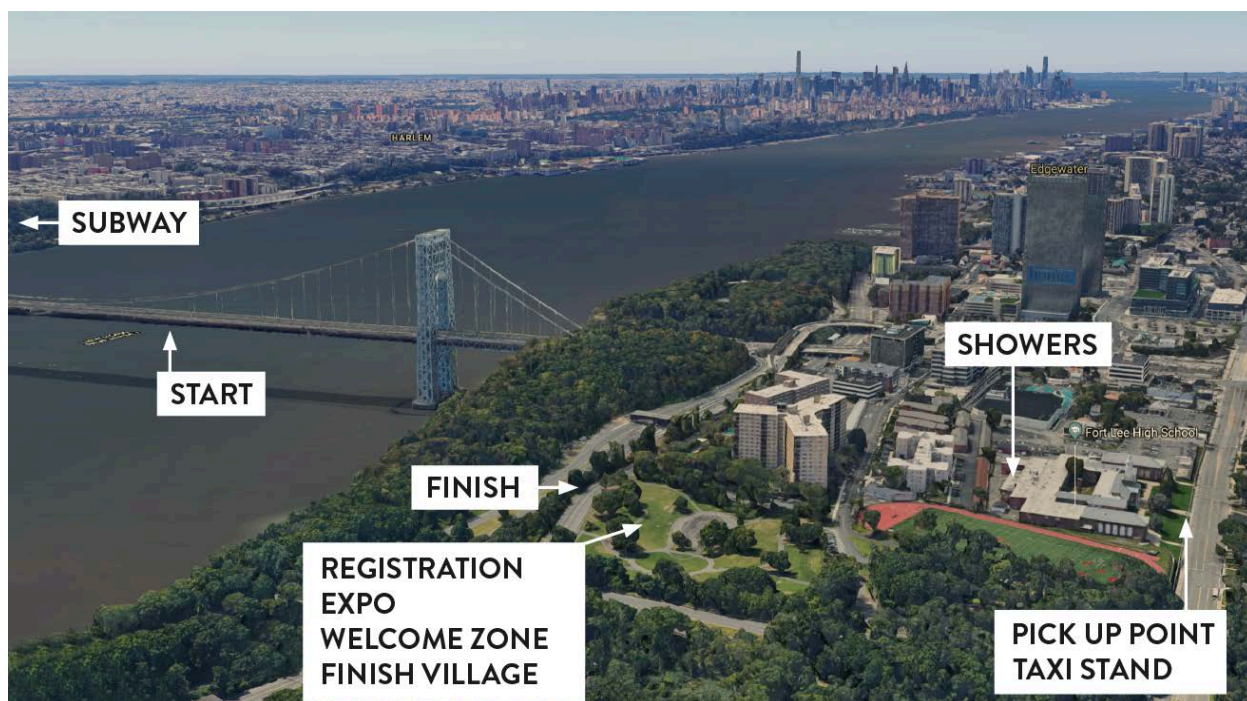 HARLEM
Edgewater
SUBWAY
START
SHOWERS
Fort Lee High School
FINISH
REGISTRATION
EXPO
WELCOME ZONE
FINISH VILLAGE
PICK UP POINT
TAXI STAND